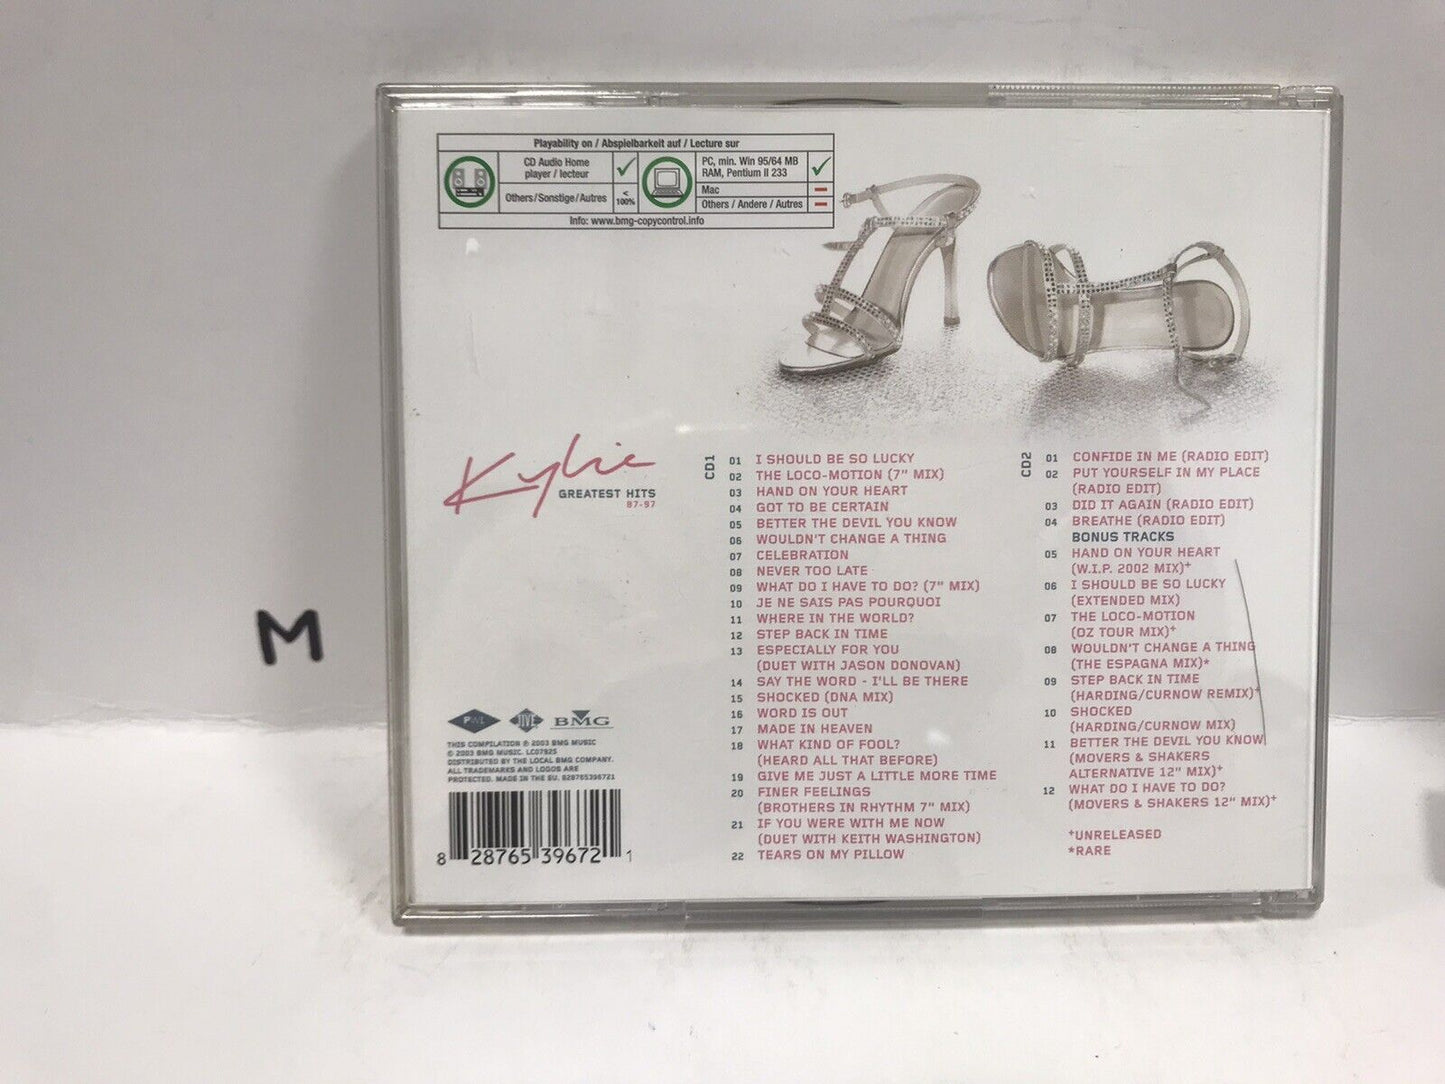 Playability on / Abspielbarkeit auf / Lecture sur
CD Audio Home
player / lecteur
Others/Sonstige/Autres
<
100%
PC, min. Win 95/64 MB
RAM, Pentium II 233
Mac
Others / Andere / Autres
Info: www.bmg-copycontrol.info
Kylie
GREATEST HITS
87-97
CD1
01 I SHOULD BE SO LUCKY
02 THE LOCO-MOTION (7" MIX)
03 HAND ON YOUR HEART
04 GOT TO BE CERTAIN
05 BETTER THE DEVIL YOU KNOW
06 WOULDN'T CHANGE A THING
07 CELEBRATION
08 NEVER TOO LATE
09 WHAT DO I HAVE TO DO? (7" MIX)
10 JE NE SAIS PAS POURQUOI
11 WHERE IN THE WORLD?
12 STEP BACK IN TIME
13 ESPECIALLY FOR YOU
(DUET WITH JASON DONOVAN)
14 SAY THE WORD - I'LL BE THERE
15 SHOCKED (DNA MIX)
16 WORD IS OUT
17 MADE IN HEAVEN
18 WHAT KIND OF FOOL?
(HEARD ALL THAT BEFORE)
19 GIVE ME JUST A LITTLE MORE TIME
20 FINER FEELINGS
(BROTHERS IN RHYTHM 7" MIX)
21 IF YOU WERE WITH ME NOW
(DUET WITH KEITH WASHINGTON)
22 TEARS ON MY PILLOW
CD2
01 CONFIDE IN ME (RADIO EDIT)
02 PUT YOURSELF IN MY PLACE
(RADIO EDIT)
03 DID IT AGAIN (RADIO EDIT)
04 BREATHE (RADIO EDIT)
BONUS TRACKS
05 HAND ON YOUR HEART
(W.I.P. 2002 MIX)+
06 I SHOULD BE SO LUCKY
(EXTENDED MIX)
07 THE LOCO-MOTION
(OZ TOUR MIX)+
08 WOULDN'T CHANGE A THING
(THE ESPAGNA MIX)*
09 STEP BACK IN TIME
(HARDING/CURNOW REMIX)+
10 SHOCKED
(HARDING/CURNOW MIX)
11 BETTER THE DEVIL YOU KNOW
(MOVERS & SHAKERS
ALTERNATIVE 12" MIX)+
12 WHAT DO I HAVE TO DO?
(MOVERS & SHAKERS 12" MIX)+
+UNRELEASED
*RARE
M
PWL
JIVE
BMG
THIS COMPILATION ℗ 2003 BMG MUSIC
© 2003 BMG MUSIC. LC07925
DISTRIBUTED BY THE LOCAL BMG COMPANY.
ALL TRADEMARKS AND LOGOS ARE
PROTECTED. MADE IN THE EU. 828765396721
8 28765 39672 1